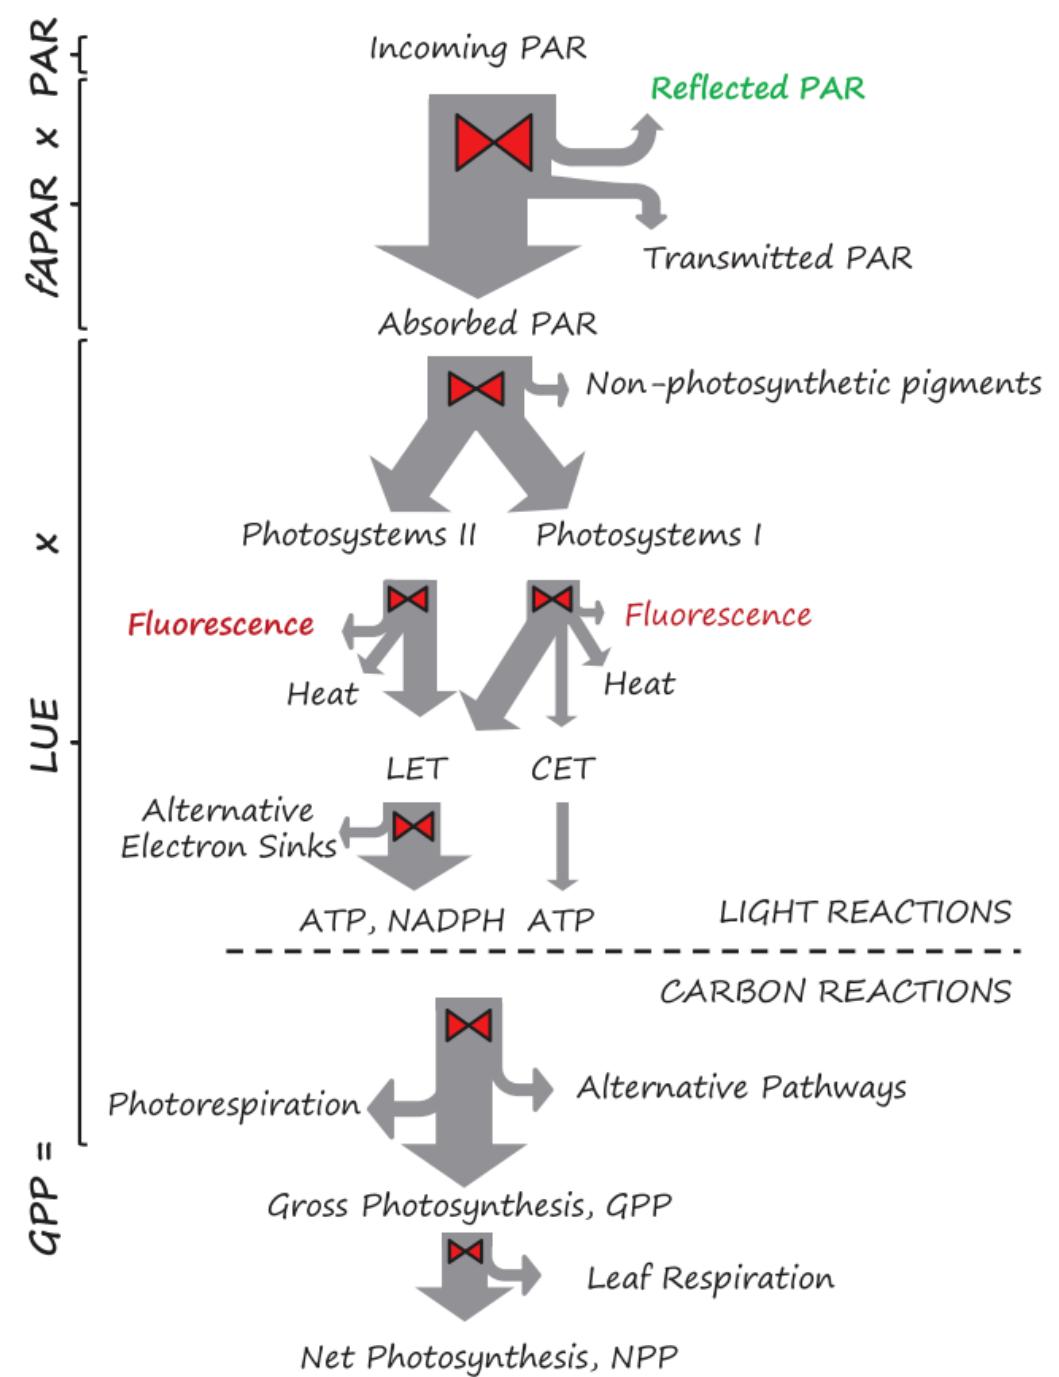 Incoming PAR
Reflected PAR
Transmitted PAR
Absorbed PAR
Non-photosynthetic pigments
Photosystems II
Photosystems I
Fluorescence
Fluorescence
Heat
Heat
LET
CET
Alternative
Electron Sinks
ATP, NADPH
ATP
LIGHT REACTIONS
CARBON REACTIONS
Photorespiration
Alternative Pathways
Gross Photosynthesis, GPP
Leaf Respiration
Net Photosynthesis, NPP
GPP = LUE x fAPAR x PAR